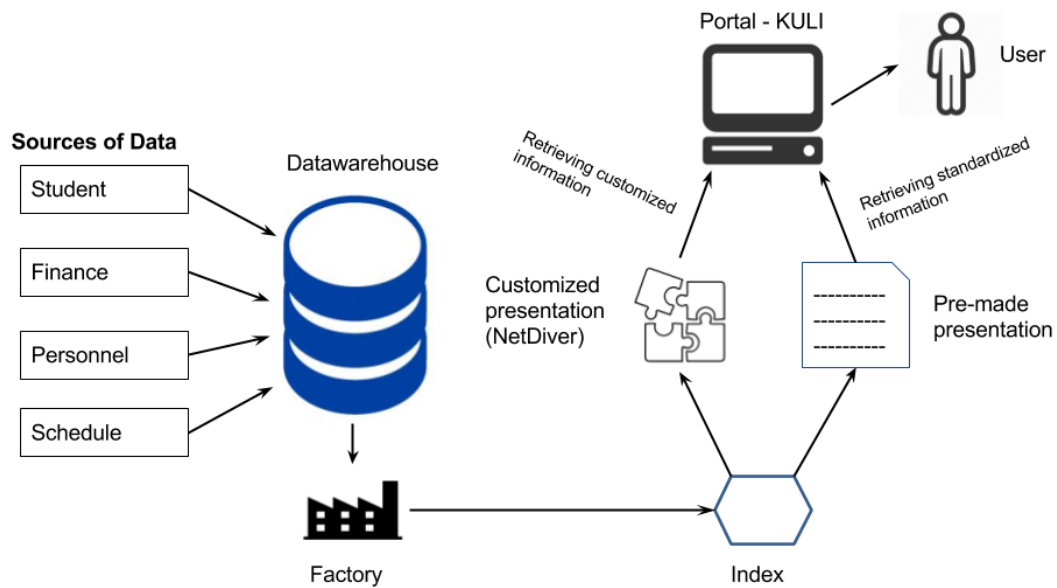 Portal - KULI
User
Sources of Data
Student
Finance
Personnel
Schedule
Datawarehouse
Retrieving customized
information
Retrieving standardized
information
Customized
presentation
(NetDiver)
Pre-made
presentation
Factory
Index